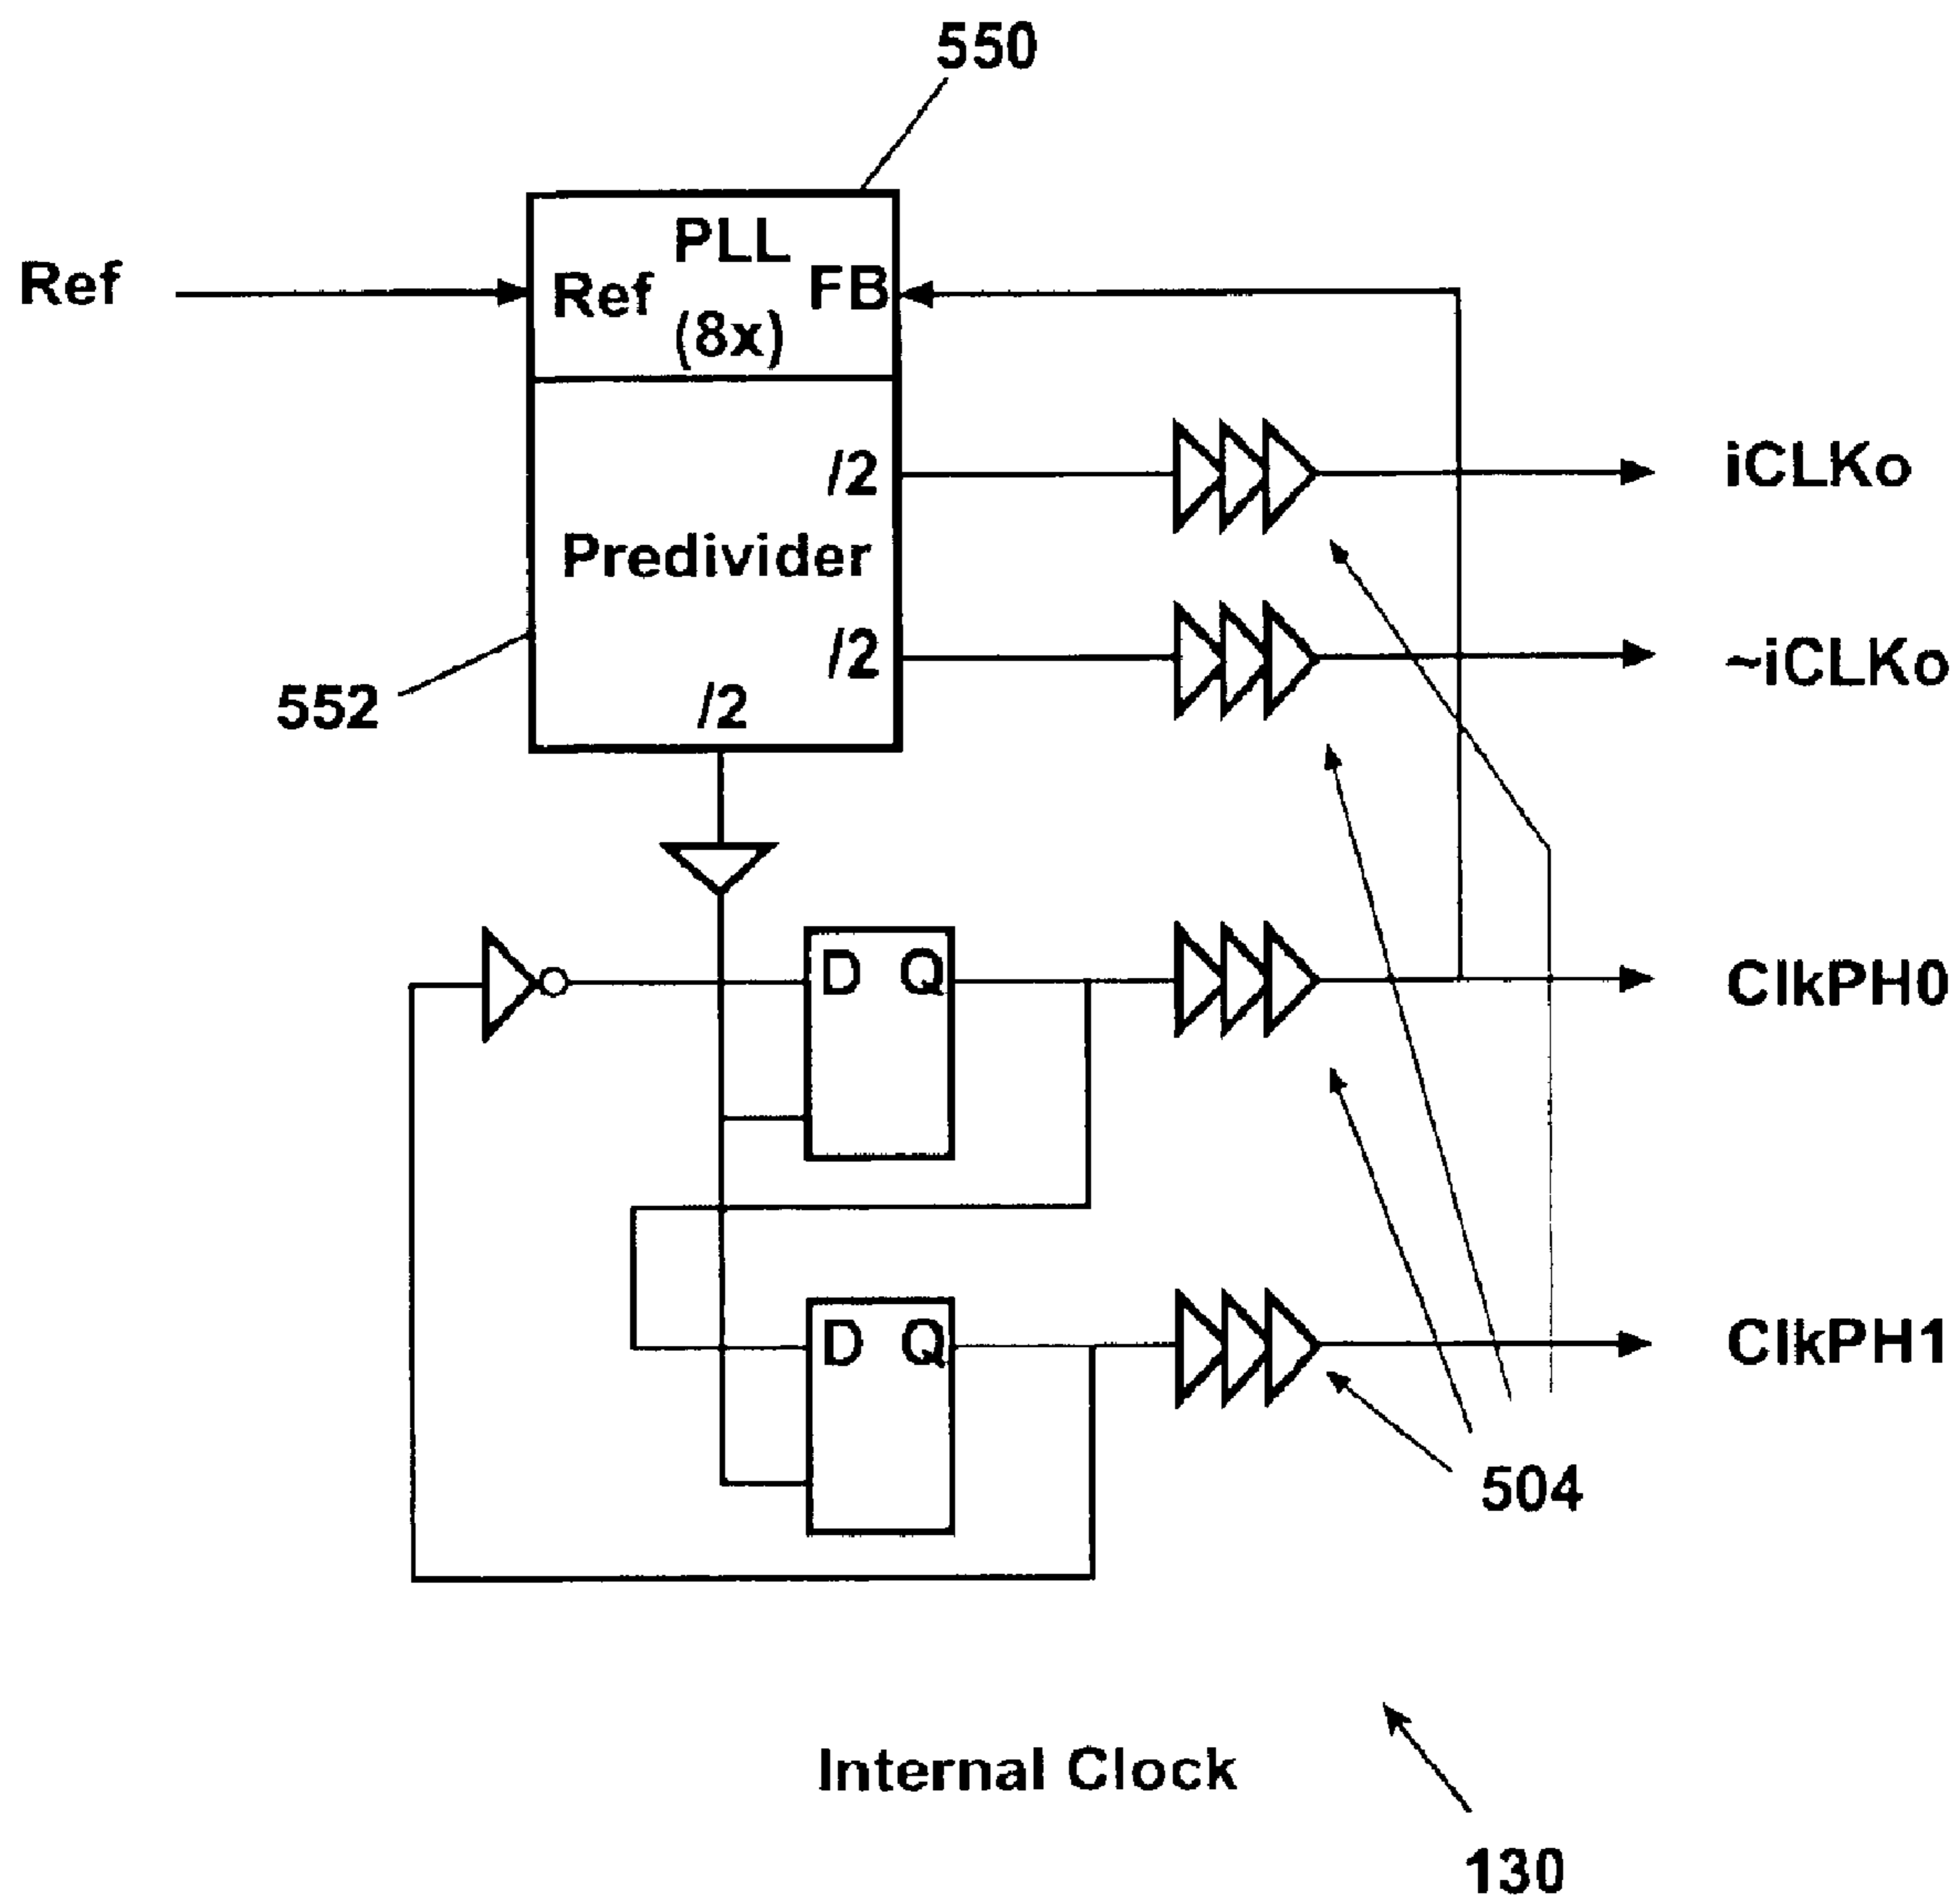 550
PLL
Ref
Ref
FB
(8x)
/2
iCLKo
Predivider
/2
~iCLKo
552
/2
D Q
ClkPH0
D Q
ClkPH1
504
Internal Clock
130